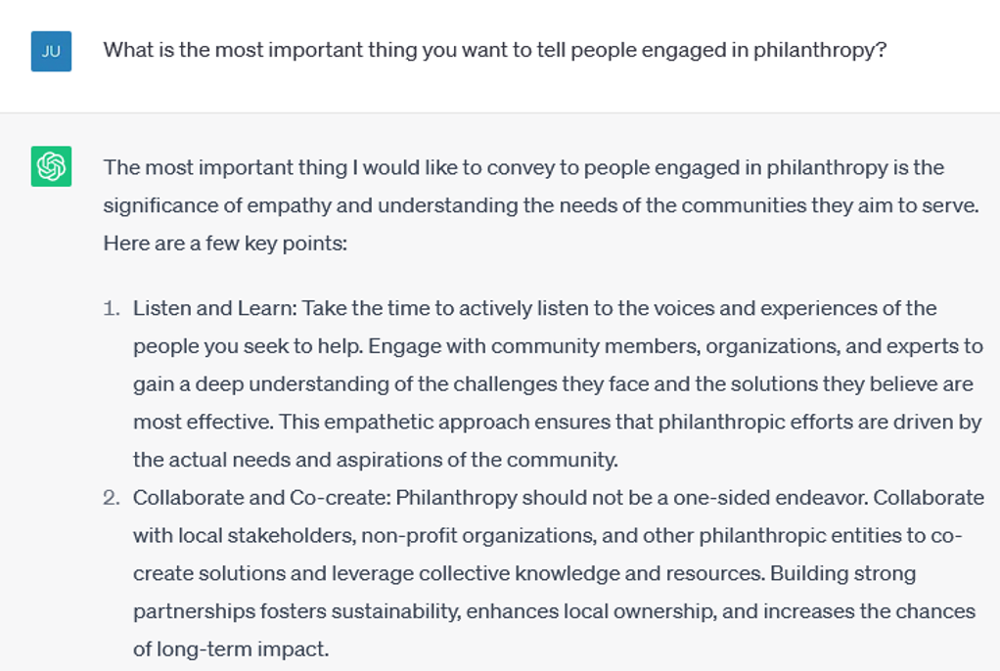 JU
What is the most important thing you want to tell people engaged in philanthropy?
The most important thing I would like to convey to people engaged in philanthropy is the
significance of empathy and understanding the needs of the communities they aim to serve.
Here are a few key points:
1. Listen and Learn: Take the time to actively listen to the voices and experiences of the
people you seek to help. Engage with community members, organizations, and experts to
gain a deep understanding of the challenges they face and the solutions they believe are
most effective. This empathetic approach ensures that philanthropic efforts are driven by
the actual needs and aspirations of the community.
2. Collaborate and Co-create: Philanthropy should not be a one-sided endeavor. Collaborate
with local stakeholders, non-profit organizations, and other philanthropic entities to co-
create solutions and leverage collective knowledge and resources. Building strong
partnerships fosters sustainability, enhances local ownership, and increases the chances
of long-term impact.